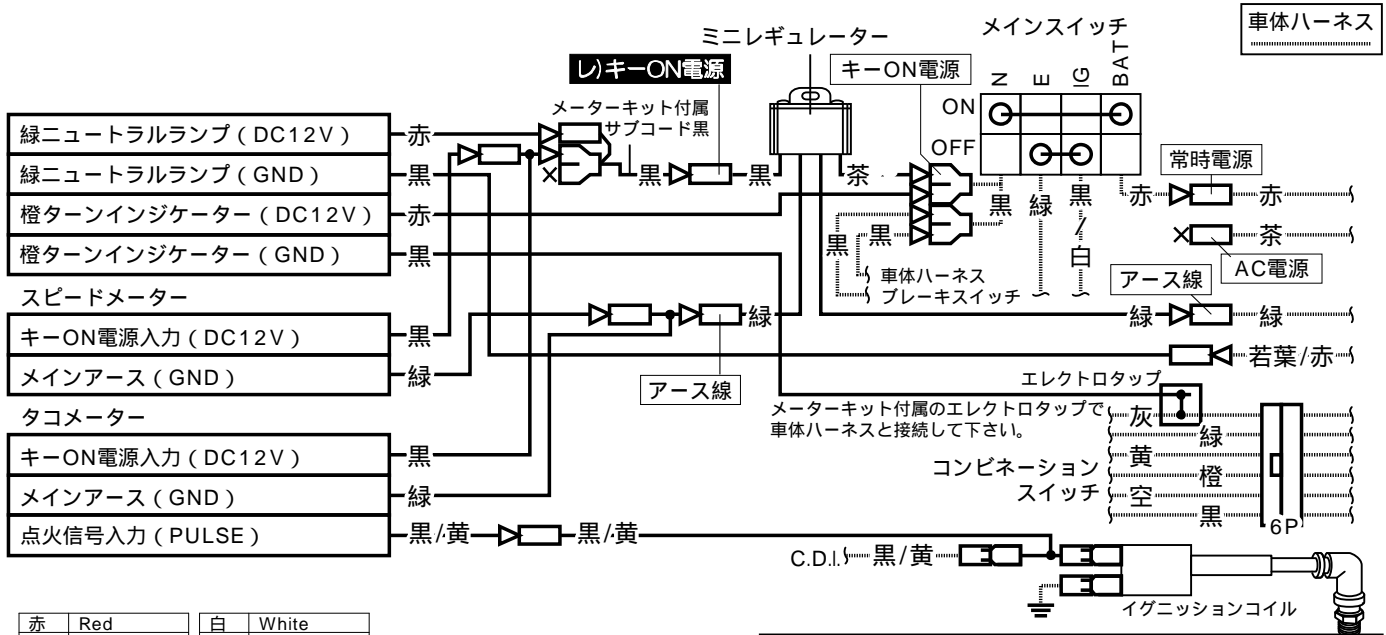 車体ハーネス
ミニレギュレーター
メインスイッチ
レ)キーON電源
キーON電源
N E IG BAT
ON
OFF
メーターキット付属
サブコード黒
緑ニュートラルランプ(DC12V)
赤
緑ニュートラルランプ(GND)
黒
橙ターンインジケーター(DC12V)
赤
橙ターンインジケーター(GND)
黒
×
黒
黒
茶
黒
黒
黒
緑
黒/白
車体ハーネス
ブレーキスイッチ
常時電源
赤
赤
×
茶
AC電源
アース線
緑
緑
若葉/赤
スピードメーター
キーON電源入力(DC12V)
黒
メインアース(GND)
緑
緑
アース線
エレクトロタップ
メーターキット付属のエレクトロタップで
車体ハーネスと接続して下さい。
タコメーター
キーON電源入力(DC12V)
黒
メインアース(GND)
緑
点火信号入力(PULSE)
黒/黄
黒/黄
コンビネーション
スイッチ
灰
緑
黄
橙
空
黒
6P
C.D.I.
黒/黄
イグニッションコイル
赤 Red
白 White